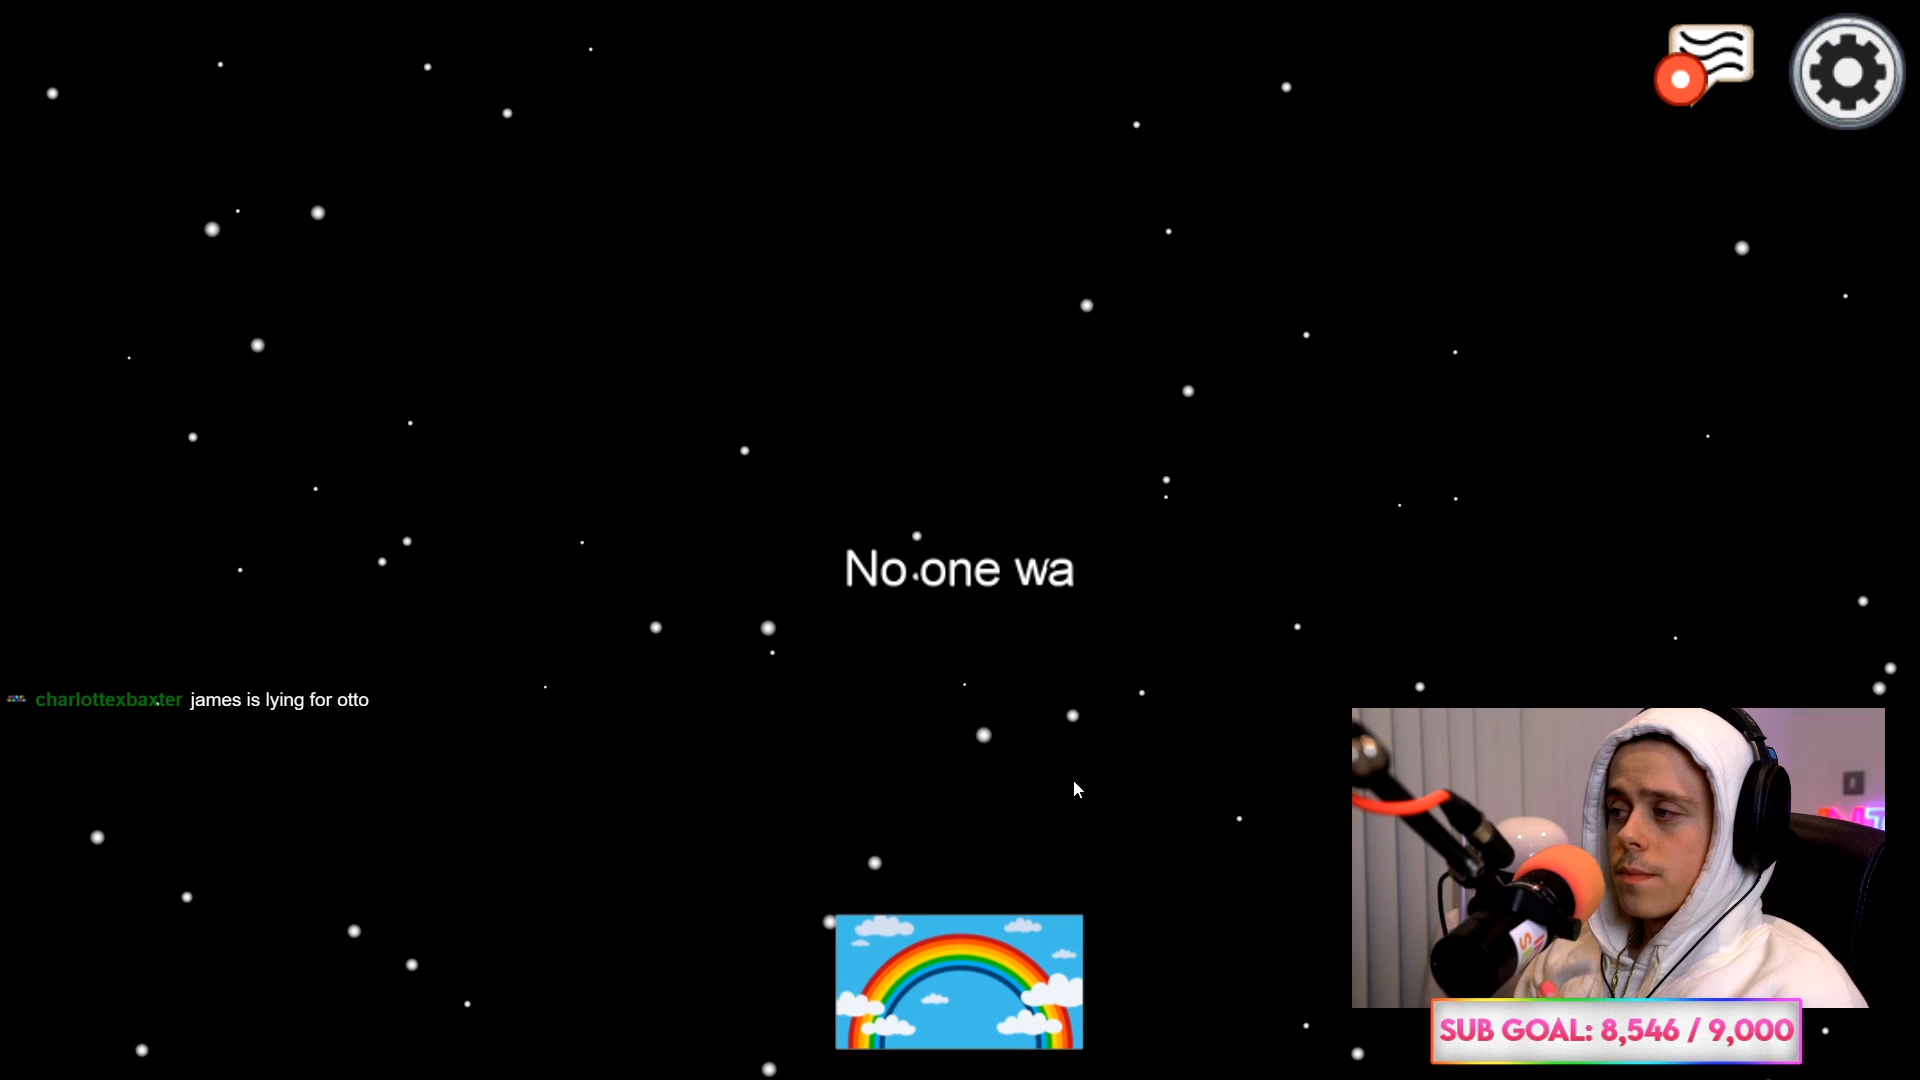 No one wa
charlottexbaxter james is lying for otto
SUB GOAL: 8,546 / 9,000